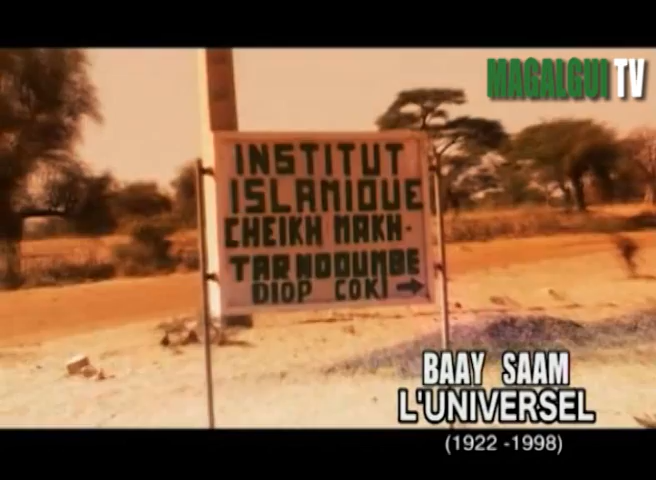 MAGALGUI TV
INSTITUT
ISLAMIQUE
CHEIKH MAKH-
TAR NDOUMBE
DIOP COKI →
BAAY SAAM
L'UNIVERSEL
(1922 -1998)